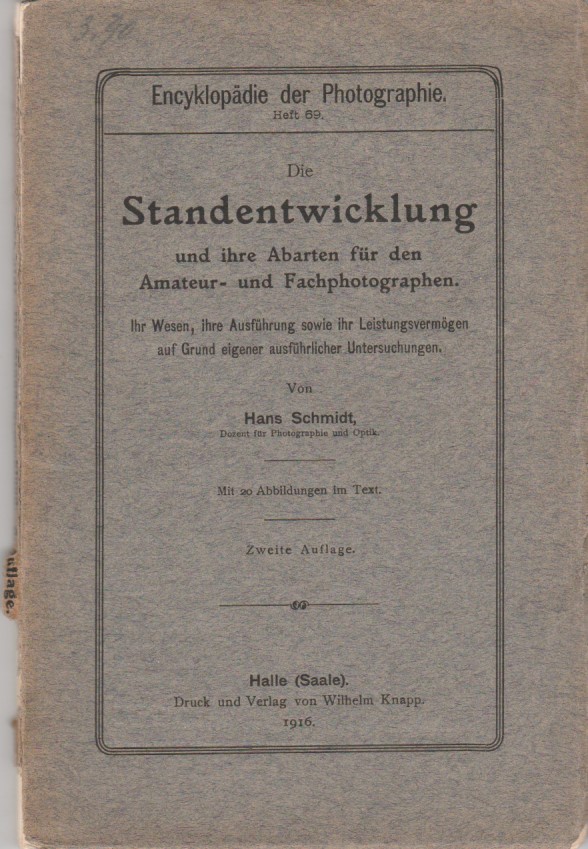 3.70
Encyklopädie der Photographie.
Heft 69.
Die
Standentwicklung
und ihre Abarten für den
Amateur- und Fachphotographen.
Ihr Wesen, ihre Ausführung sowie ihr Leistungsvermögen
auf Grund eigener ausführlicher Untersuchungen.
Von
Hans Schmidt,
Dozent für Photographie und Optik.
Mit 20 Abbildungen im Text.
Zweite Auflage.
Halle (Saale).
Druck und Verlag von Wilhelm Knapp.
1916.
uflage.